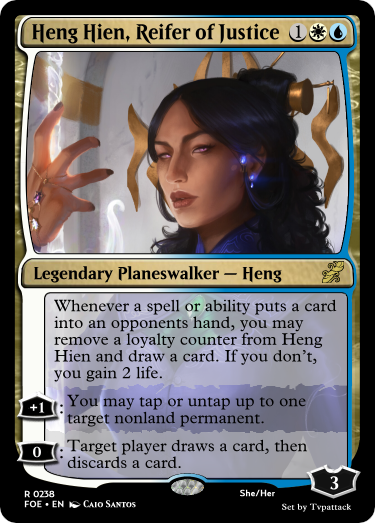 Heng Hien, Reifer of Justice 1
Legendary Planeswalker — Heng
Whenever a spell or ability puts a card
into an opponents hand, you may
remove a loyalty counter from Heng
Hien and draw a card. If you don't,
you gain 2 life.
+1: You may tap or untap up to one
target nonland permanent.
0: Target player draws a card, then
discards a card.
3
R 0238 She/Her
FOE • EN Caio Santos Set by Tvpattack